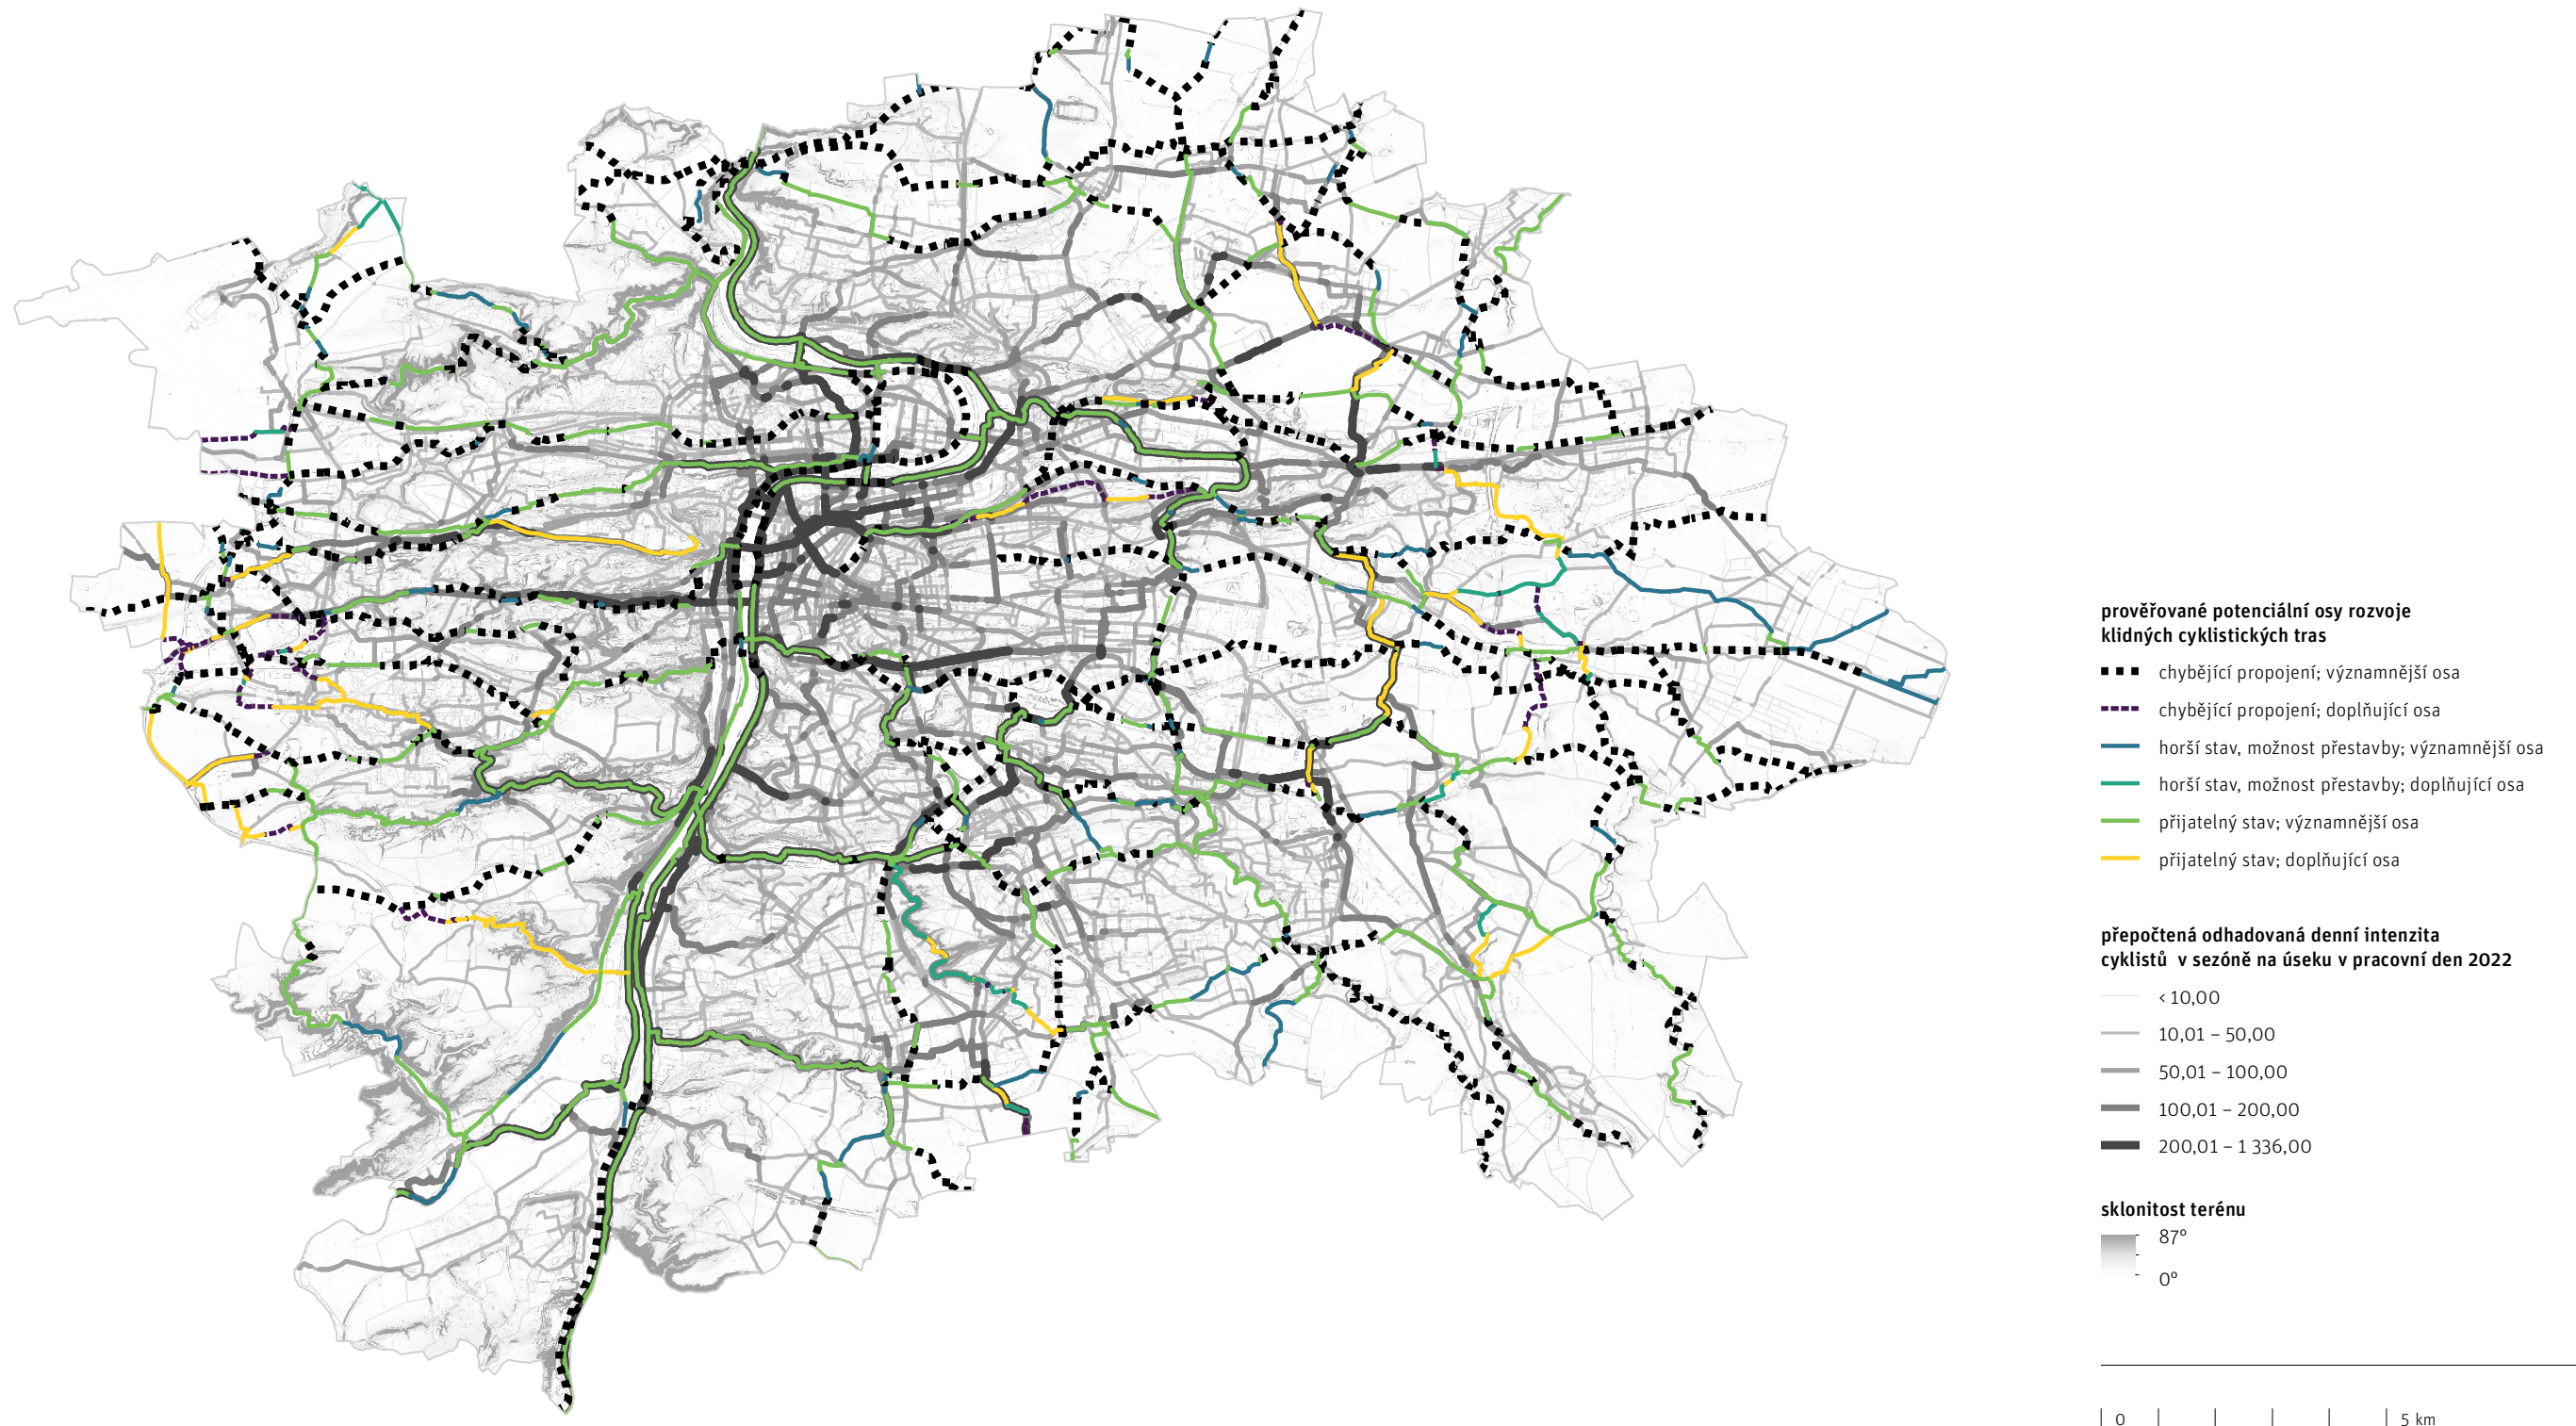 prověřované potenciální osy rozvoje
klidných cyklistických tras
chybějící propojení; významnější osa
chybějící propojení; doplňující osa
horší stav, možnost přestavby; významnější osa
horší stav, možnost přestavby; doplňující osa
přijatelný stav; významnější osa
přijatelný stav; doplňující osa
přepočtená odhadovaná denní intenzita
cyklistů v sezóně na úseku v pracovní den 2022
< 10,00
10,01 – 50,00
50,01 – 100,00
100,01 – 200,00
200,01 – 1 336,00
sklonitost terénu
87°
0°
0 5 km